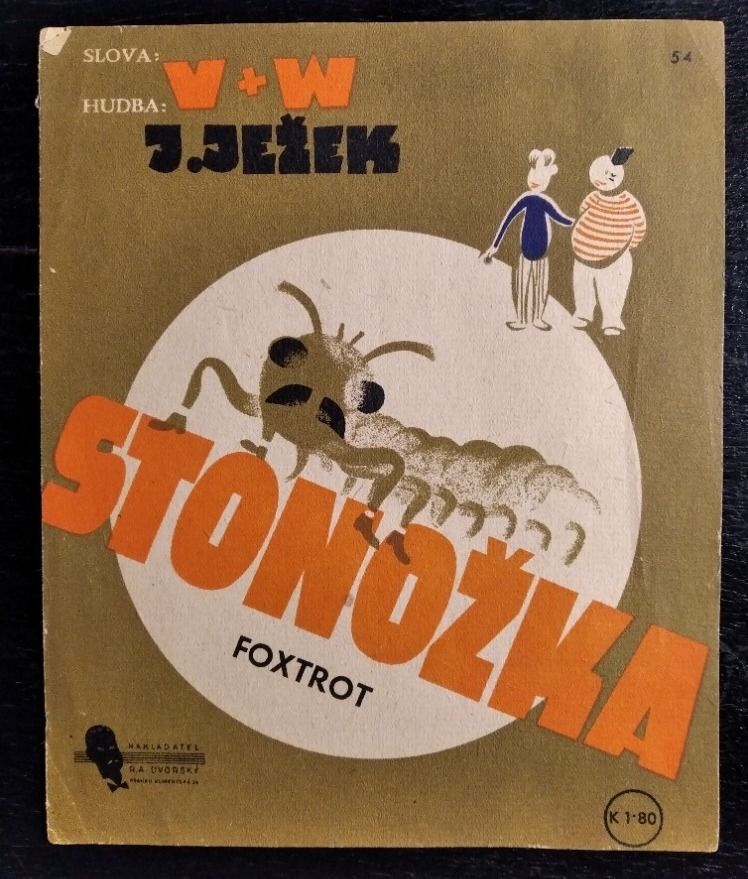 SLOVA: V+W
54
HUDBA: J.JEŽEK
STONOŽKA
FOXTROT
NAKLADATEL
R.A. DVORSKÝ
K 1·80